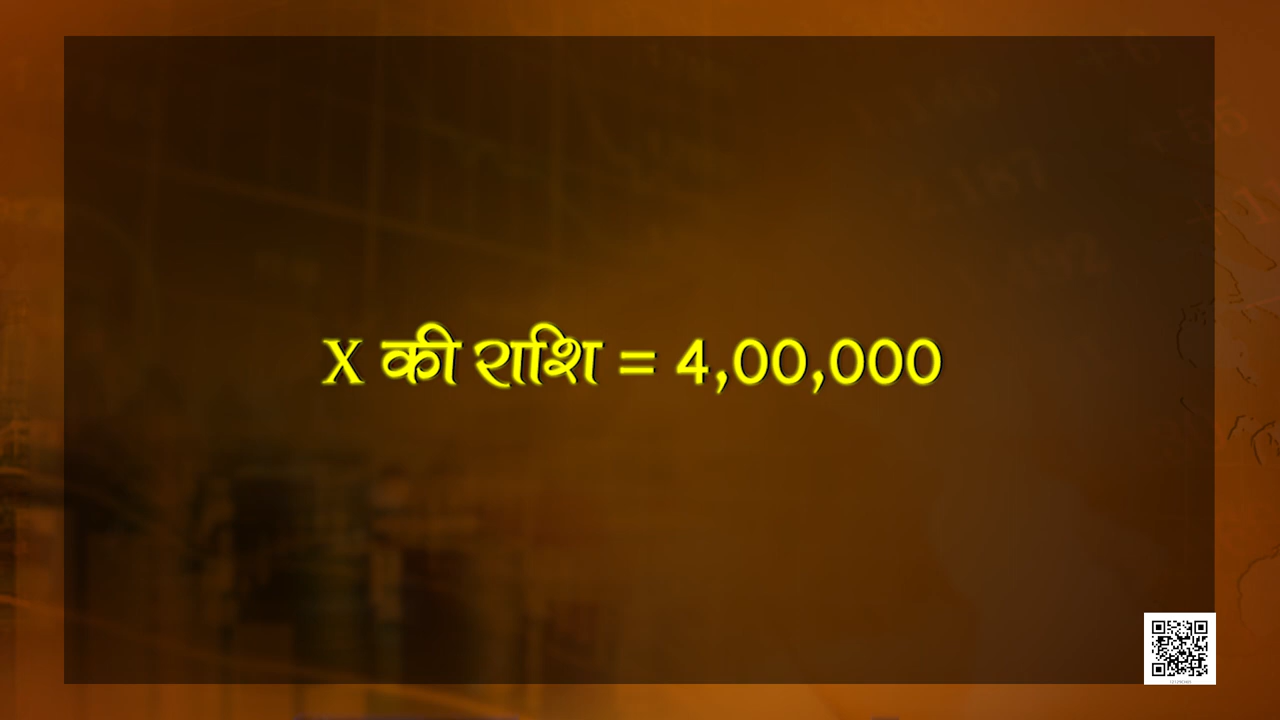 X की राशि = 4,00,000